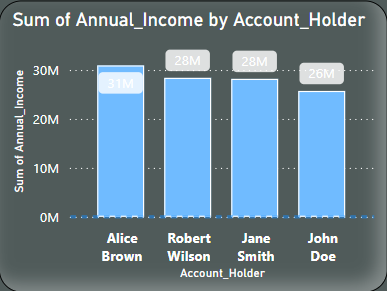 Sum of Annual_Income by Account_Holder
Sum of Annual_Income
30M
20M
10M
0M
31M
28M
28M
26M
Alice
Brown
Robert
Wilson
Jane
Smith
John
Doe
Account_Holder